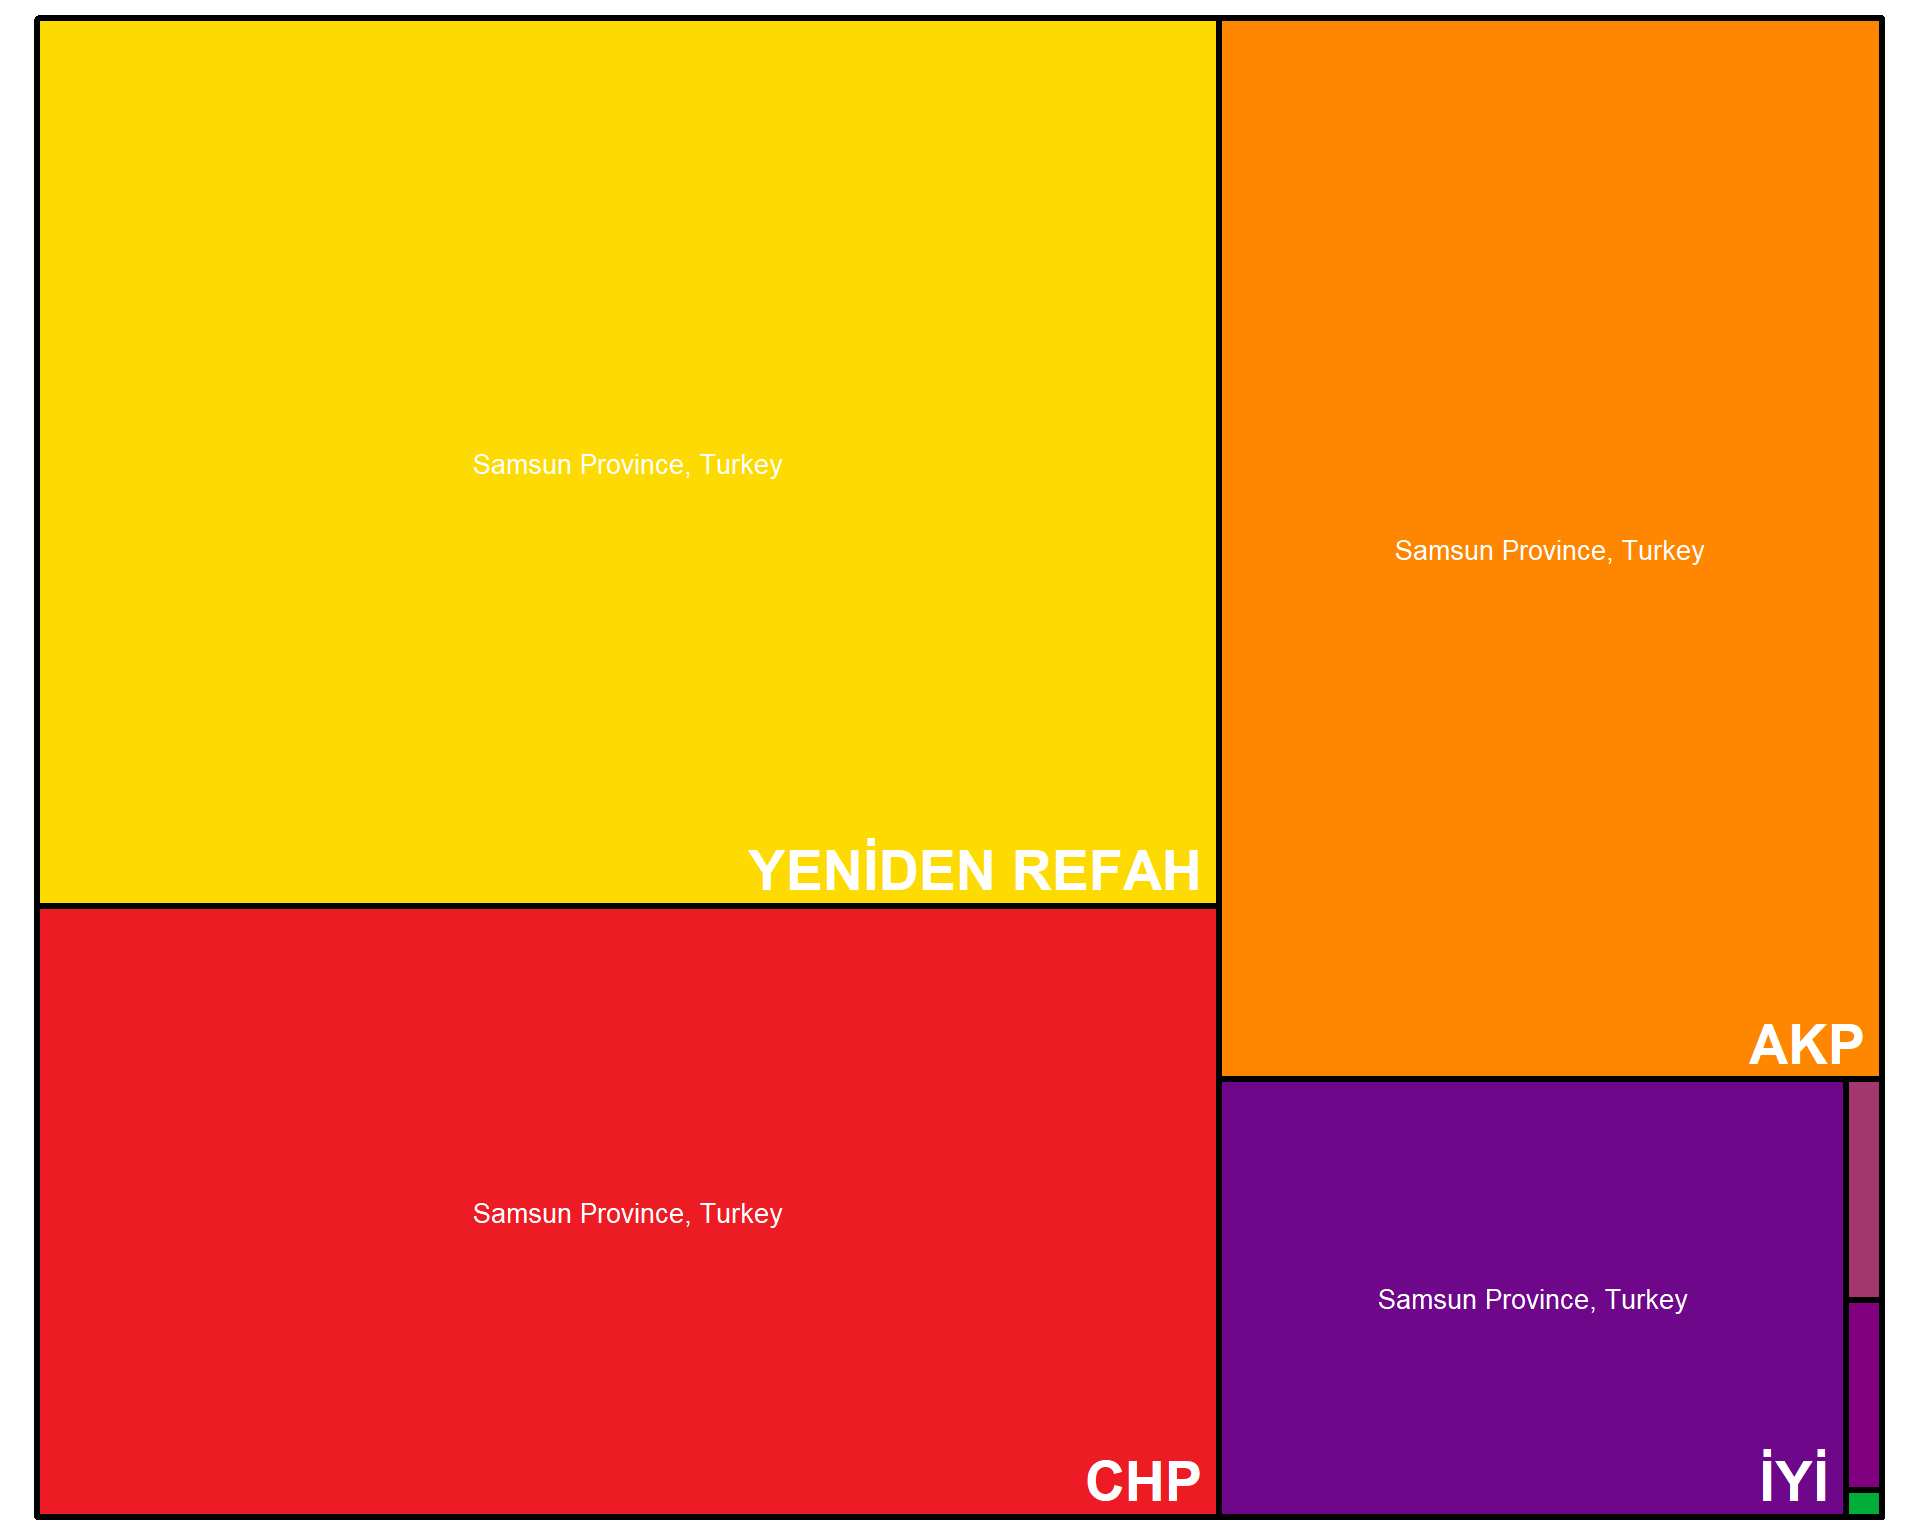 Samsun Province, Turkey
YENİDEN REFAH
Samsun Province, Turkey
AKP
Samsun Province, Turkey
CHP
Samsun Province, Turkey
İYİ